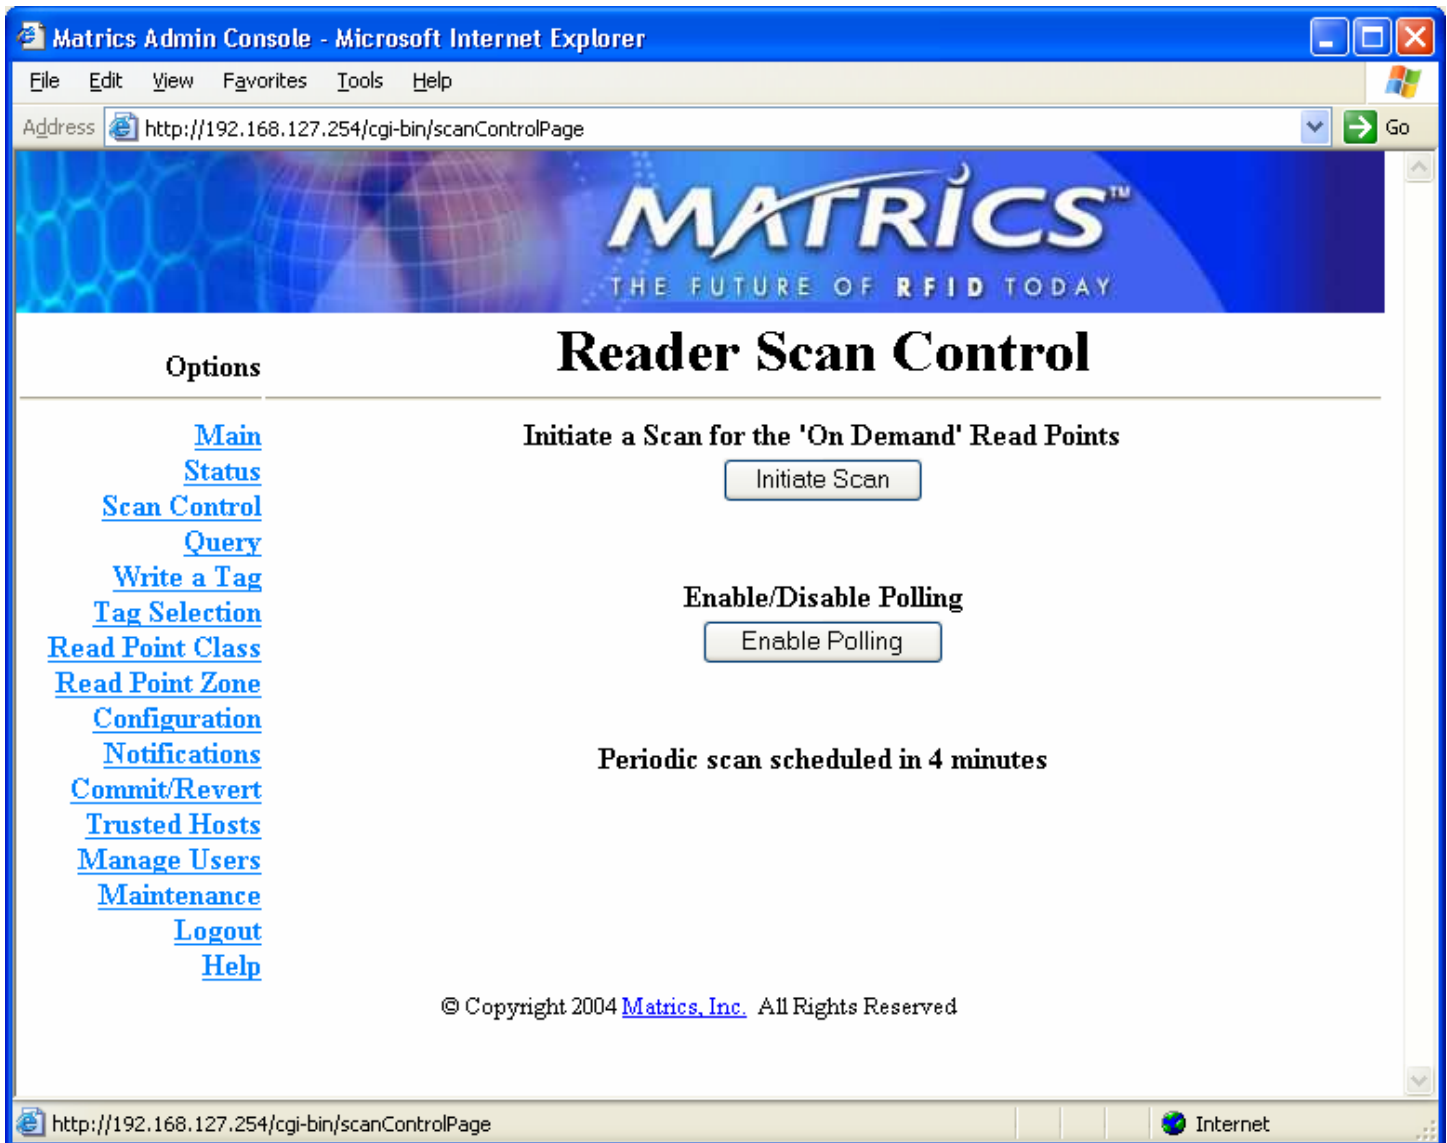 Matrics Admin Console - Microsoft Internet Explorer
File Edit View Favorites Tools Help
Address http://192.168.127.254/cgi-bin/scanControlPage Go
MATRICS™
THE FUTURE OF RFID TODAY
Options
Reader Scan Control
Main
Status
Scan Control
Query
Write a Tag
Tag Selection
Read Point Class
Read Point Zone
Configuration
Notifications
Commit/Revert
Trusted Hosts
Manage Users
Maintenance
Logout
Help
Initiate a Scan for the 'On Demand' Read Points
Initiate Scan
Enable/Disable Polling
Enable Polling
Periodic scan scheduled in 4 minutes
© Copyright 2004 Matrics, Inc. All Rights Reserved
http://192.168.127.254/cgi-bin/scanControlPage Internet